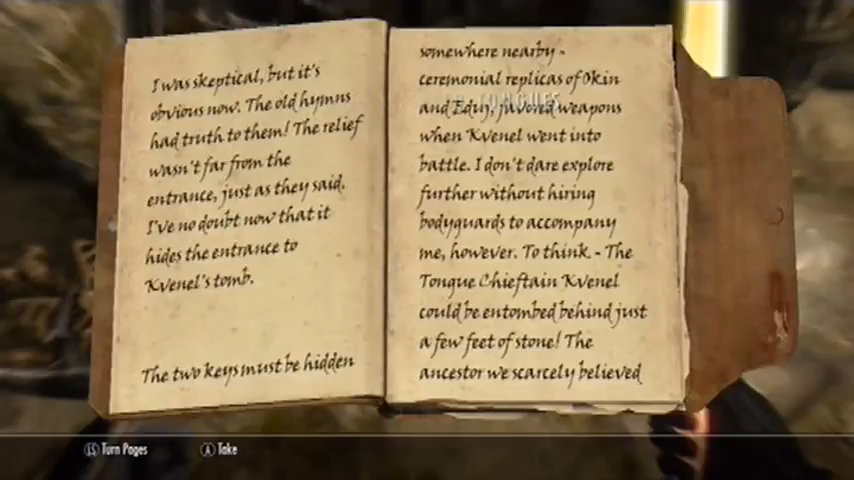 I was skeptical, but it's
obvious now. The old hymns
had truth to them! The relief
wasn't far from the
entrance, just as they said.
I've no doubt now that it
hides the entrance to
Kvenel's tomb.
The two keys must be hidden
somewhere nearby -
ceremonial replicas of Okin
and Eduj, favored weapons
when Kvenel went into
battle. I don't dare explore
further without hiring
bodyguards to accompany
me, however. To think - The
Tongue Chieftain Kvenel
could be entombed behind just
a few feet of stone! The
ancestor we scarcely believed
LS Turn Pages
A Take